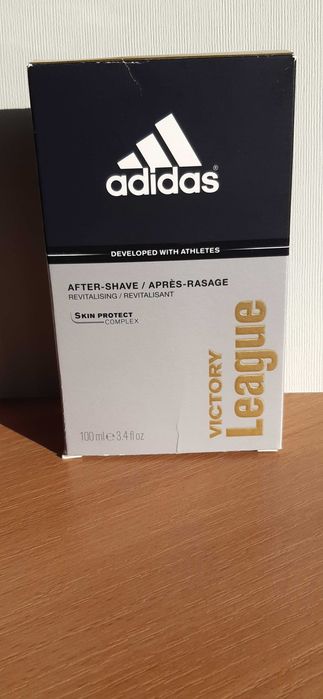 adidas®
DEVELOPED WITH ATHLETES
AFTER-SHAVE / APRÈS-RASAGE
REVITALISING / REVITALISANT
SKIN PROTECT
COMPLEX
VICTORY
League
100 ml ℮ 3.4 fl oz